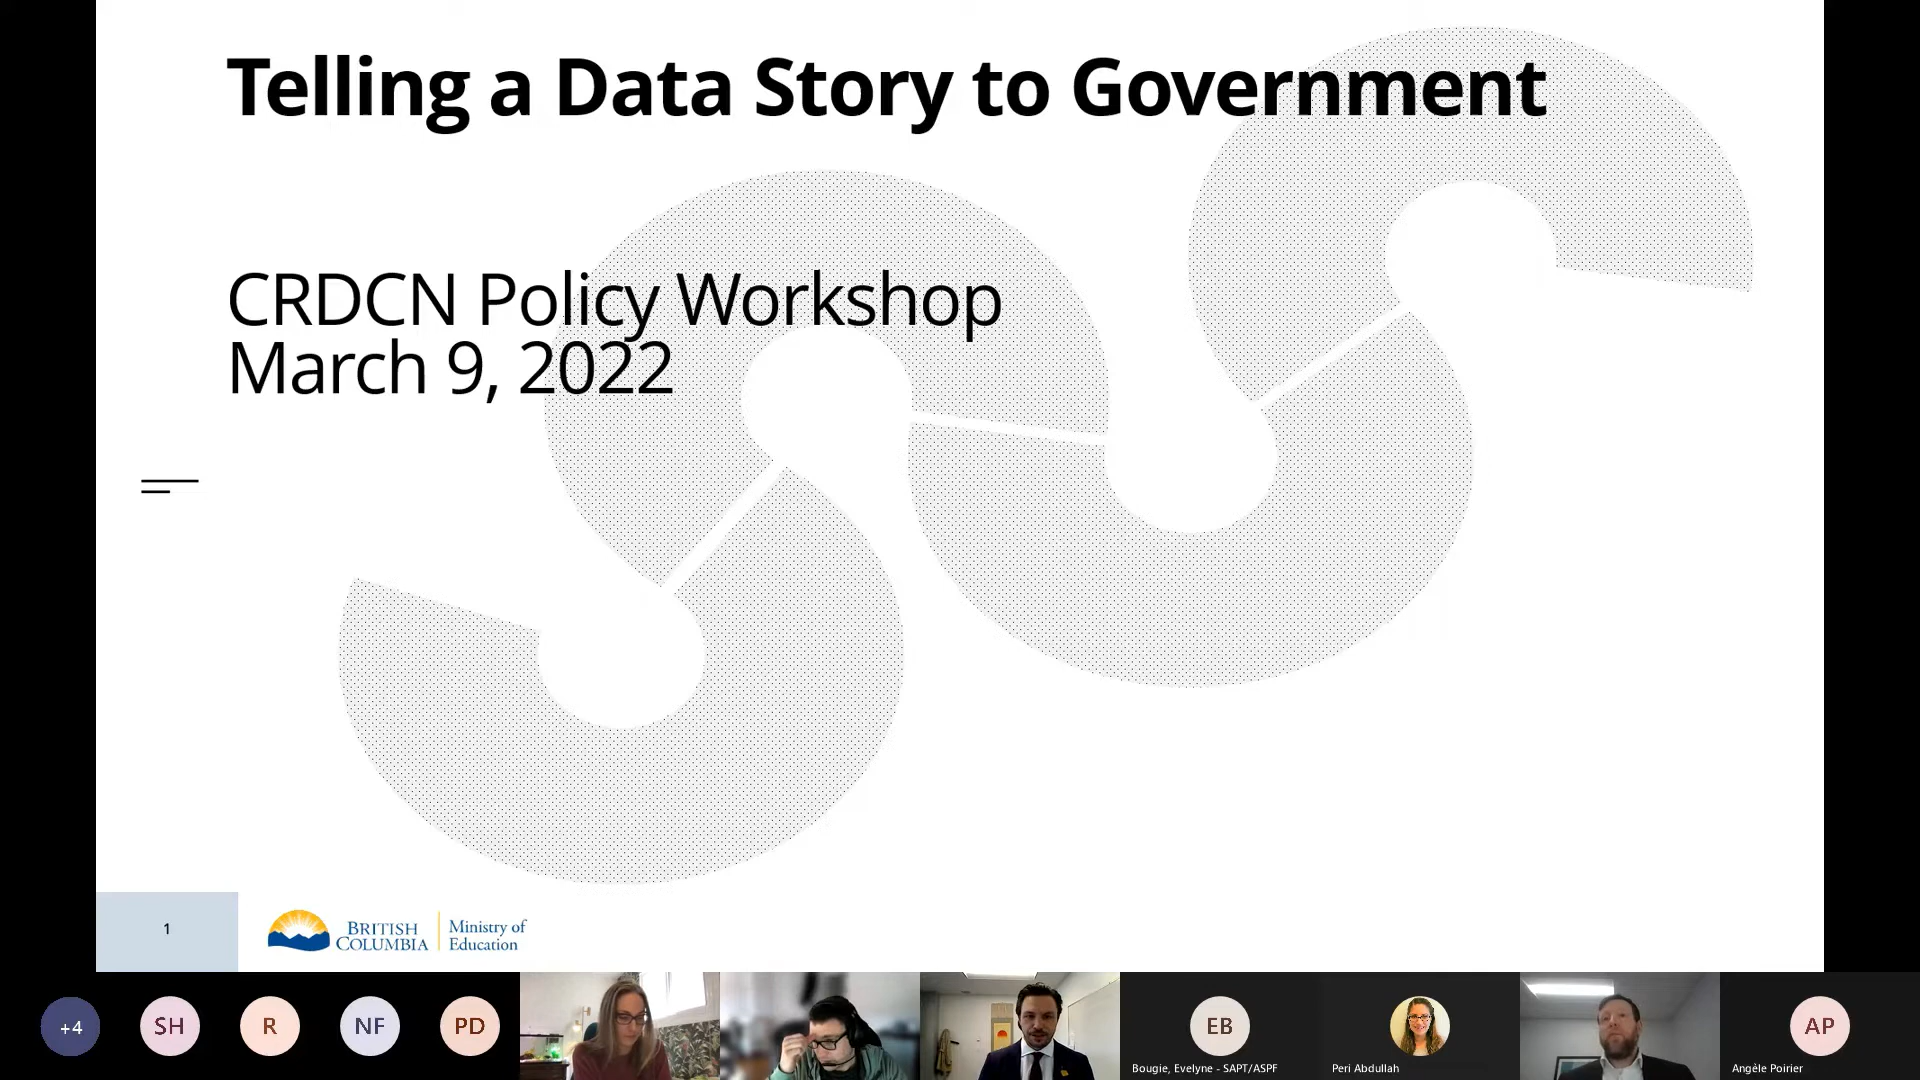 Telling a Data Story to Government
CRDCN Policy Workshop
March 9, 2022
1
BRITISH
COLUMBIA
Ministry of
Education
+4
SH
R
NF
PD
EB
Bougie, Evelyne - SAPT/ASPF
Peri Abdullah
AP
Angèle Poirier